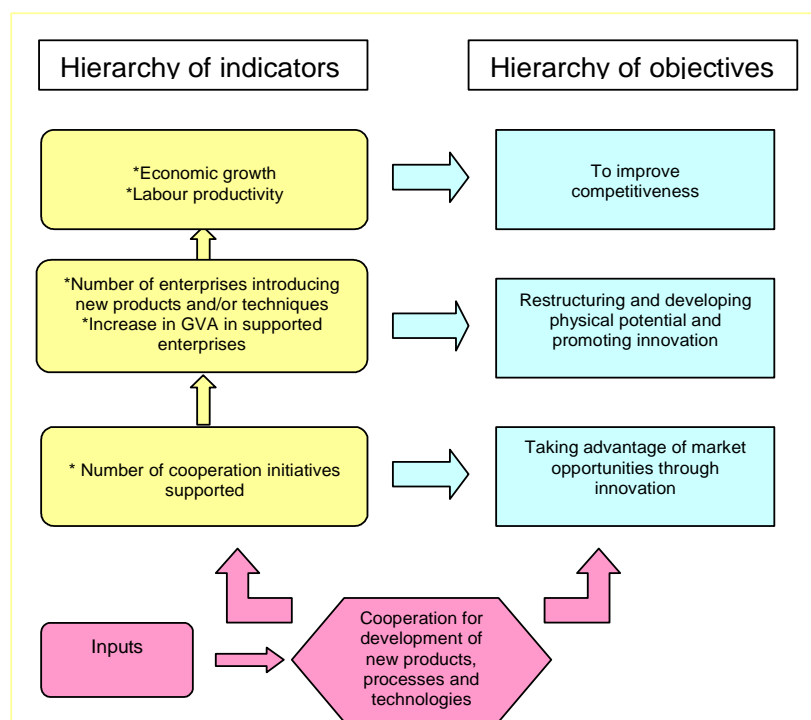 Hierarchy of indicators
Hierarchy of objectives
*Economic growth
*Labour productivity
To improve
competitiveness
*Number of enterprises introducing
new products and/or techniques
*Increase in GVA in supported
enterprises
Restructuring and developing
physical potential and
promoting innovation
* Number of cooperation initiatives
supported
Taking advantage of market
opportunities through
innovation
Inputs
Cooperation for
development of
new products,
processes and
technologies